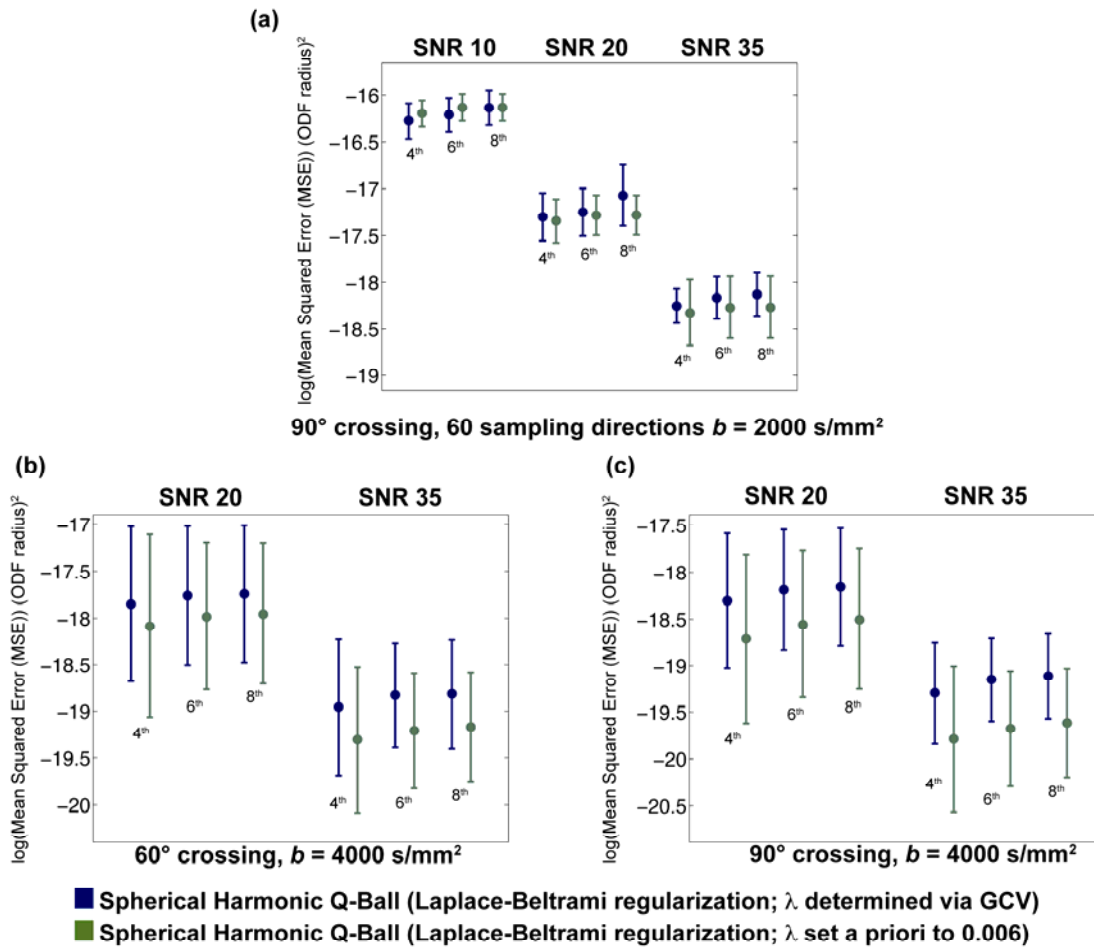 (a)
SNR 10 SNR 20 SNR 35
log(Mean Squared Error (MSE)) (ODF radius)²
−16
−16.5
−17
−17.5
−18
−18.5
−19
4th 6th 8th
4th 6th 8th
4th 6th 8th
90° crossing, 60 sampling directions b = 2000 s/mm²
(b)
SNR 20 SNR 35
log(Mean Squared Error (MSE)) (ODF radius)²
−17
−17.5
−18
−18.5
−19
−19.5
−20
4th 6th 8th
4th 6th 8th
60° crossing, b = 4000 s/mm²
(c)
SNR 20 SNR 35
log(Mean Squared Error (MSE)) (ODF radius)²
−17.5
−18
−18.5
−19
−19.5
−20
−20.5
4th 6th 8th
4th 6th 8th
90° crossing, b = 4000 s/mm²
Spherical Harmonic Q-Ball (Laplace-Beltrami regularization; λ determined via GCV)
Spherical Harmonic Q-Ball (Laplace-Beltrami regularization; λ set a priori to 0.006)